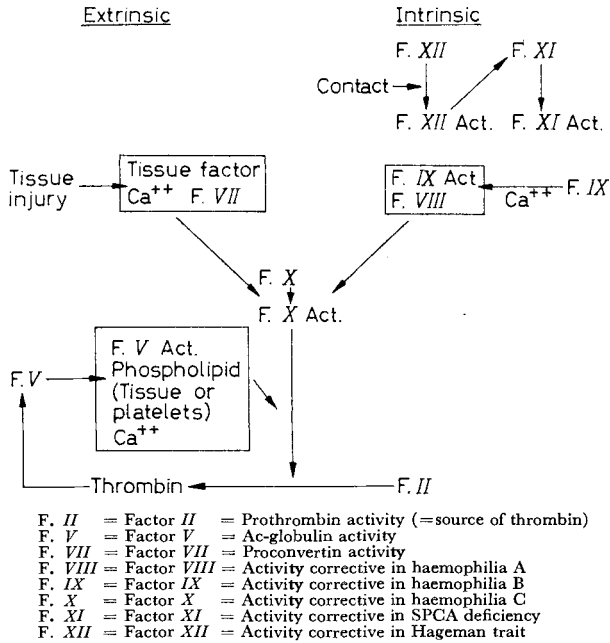 Extrinsic
Intrinsic
F. XII
F. XI
Contact
F. XII Act.
F. XI Act.
Tissue injury
Tissue factor
Ca++ F. VII
F. IX Act
F. VIII
Ca++
F. IX
F. X
F. X Act.
F. V
F. V Act.
Phospholipid
(Tissue or
platelets)
Ca++
Thrombin
F. II
F. II = Factor II = Prothrombin activity (=source of thrombin)
F. V = Factor V = Ac-globulin activity
F. VII = Factor VII = Proconvertin activity
F. VIII = Factor VIII = Activity corrective in haemophilia A
F. IX = Factor IX = Activity corrective in haemophilia B
F. X = Factor X = Activity corrective in haemophilia C
F. XI = Factor XI = Activity corrective in SPCA deficiency
F. XII = Factor XII = Activity corrective in Hageman trait